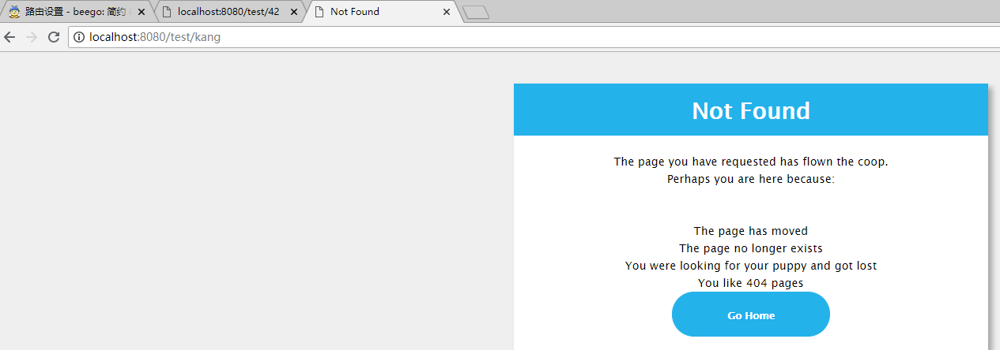 路由设置 - beego: 简约
localhost:8080/test/42
Not Found
localhost:8080/test/kang
Not Found
The page you have requested has flown the coop.
Perhaps you are here because:
The page has moved
The page no longer exists
You were looking for your puppy and got lost
You like 404 pages
Go Home